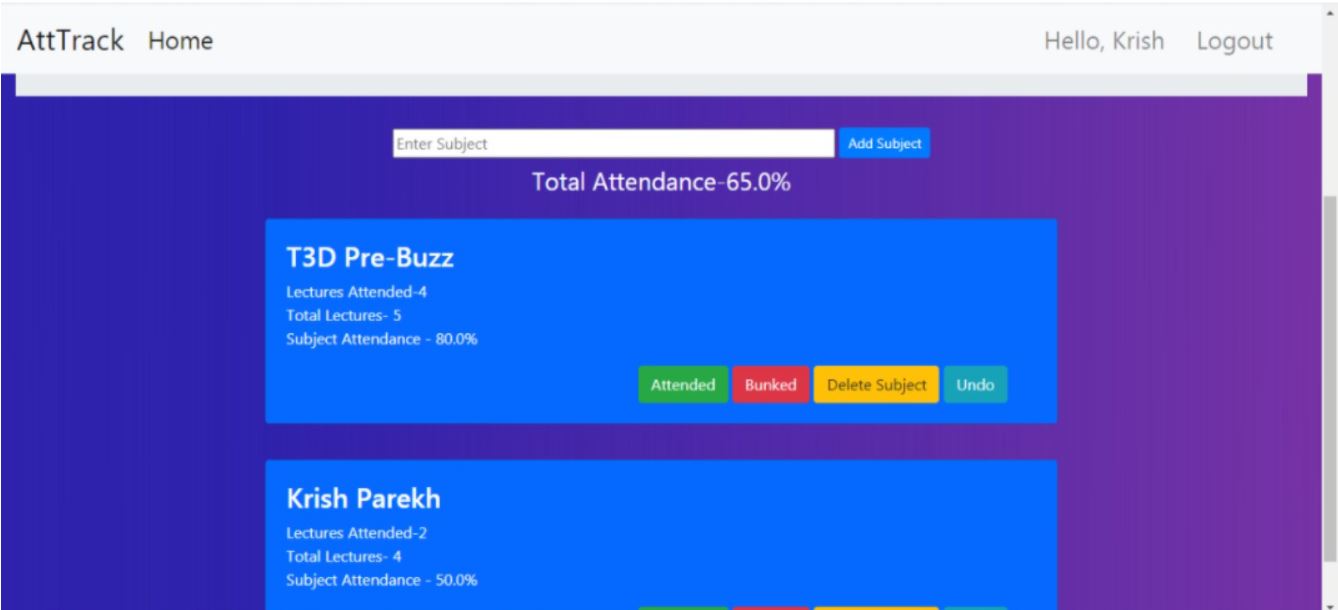 AttTrack Home Hello, Krish Logout
Enter Subject Add Subject
Total Attendance-65.0%
T3D Pre-Buzz
Lectures Attended-4
Total Lectures- 5
Subject Attendance - 80.0%
Attended Bunked Delete Subject Undo
Krish Parekh
Lectures Attended-2
Total Lectures- 4
Subject Attendance - 50.0%